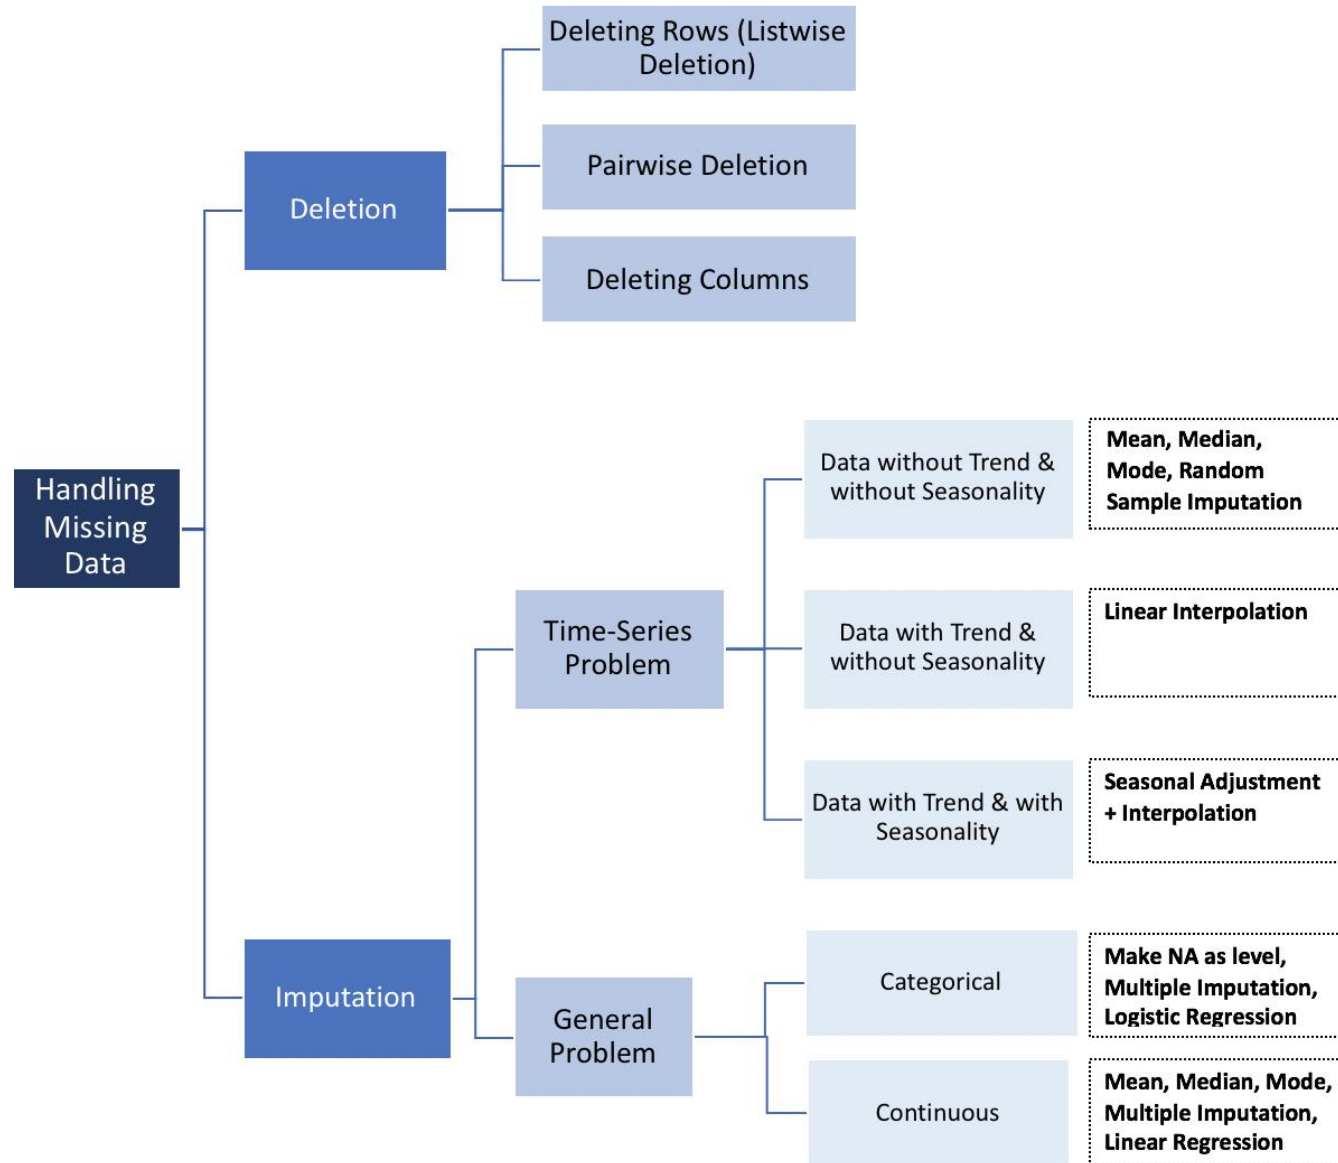 Deleting Rows (Listwise
Deletion)
Pairwise Deletion
Deletion
Deleting Columns
Handling
Missing
Data
Data without Trend &
without Seasonality
Mean, Median,
Mode, Random
Sample Imputation
Time-Series
Problem
Data with Trend &
without Seasonality
Linear Interpolation
Data with Trend & with
Seasonality
Seasonal Adjustment
+ Interpolation
Imputation
General
Problem
Categorical
Make NA as level,
Multiple Imputation,
Logistic Regression
Continuous
Mean, Median, Mode,
Multiple Imputation,
Linear Regression